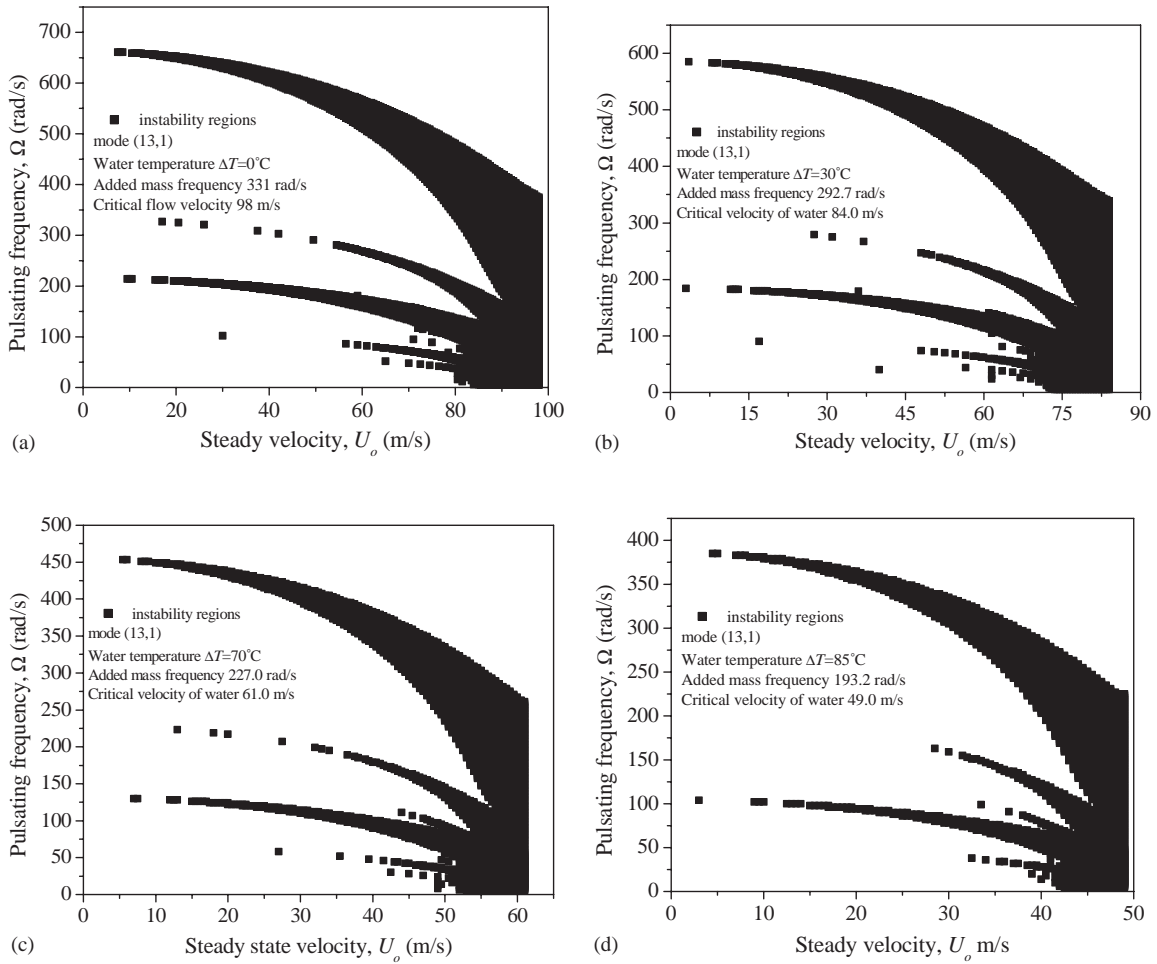 700
600
500
400
300
200
100
0
Pulsating frequency, Ω (rad/s)
instability regions
mode (13,1)
Water temperature ΔT=0°C
Added mass frequency 331 rad/s
Critical flow velocity 98 m/s
0 20 40 60 80 100
(a)
Steady velocity, Uo (m/s)
600
500
400
300
200
100
0
Pulsating frequency, Ω (rad/s)
instability regions
mode (13,1)
Water temperature ΔT=30°C
Added mass frequency 292.7 rad/s
Critical velocity of water 84.0 m/s
0 15 31 45 60 75 90
(b)
Steady velocity, Uo (m/s)
500
450
400
350
300
250
200
150
100
50
0
Pulsating frequency, Ω (rad/s)
instability regions
mode (13,1)
Water temperature ΔT=70°C
Added mass frequency 227.0 rad/s
Critical velocity of water 61.0 m/s
0 10 20 30 40 50 60
(c)
Steady state velocity, Uo m/s)
400
350
300
250
200
150
100
50
0
Pulsating frequency, Ω (rad/s)
instability regions
mode (13,1)
Water temperature ΔT=85°C
Added mass frequency 193.2 rad/s
Critical velocity of water 49.0 m/s
0 10 20 30 40 50
(d)
Steady velocity, Uo m/s